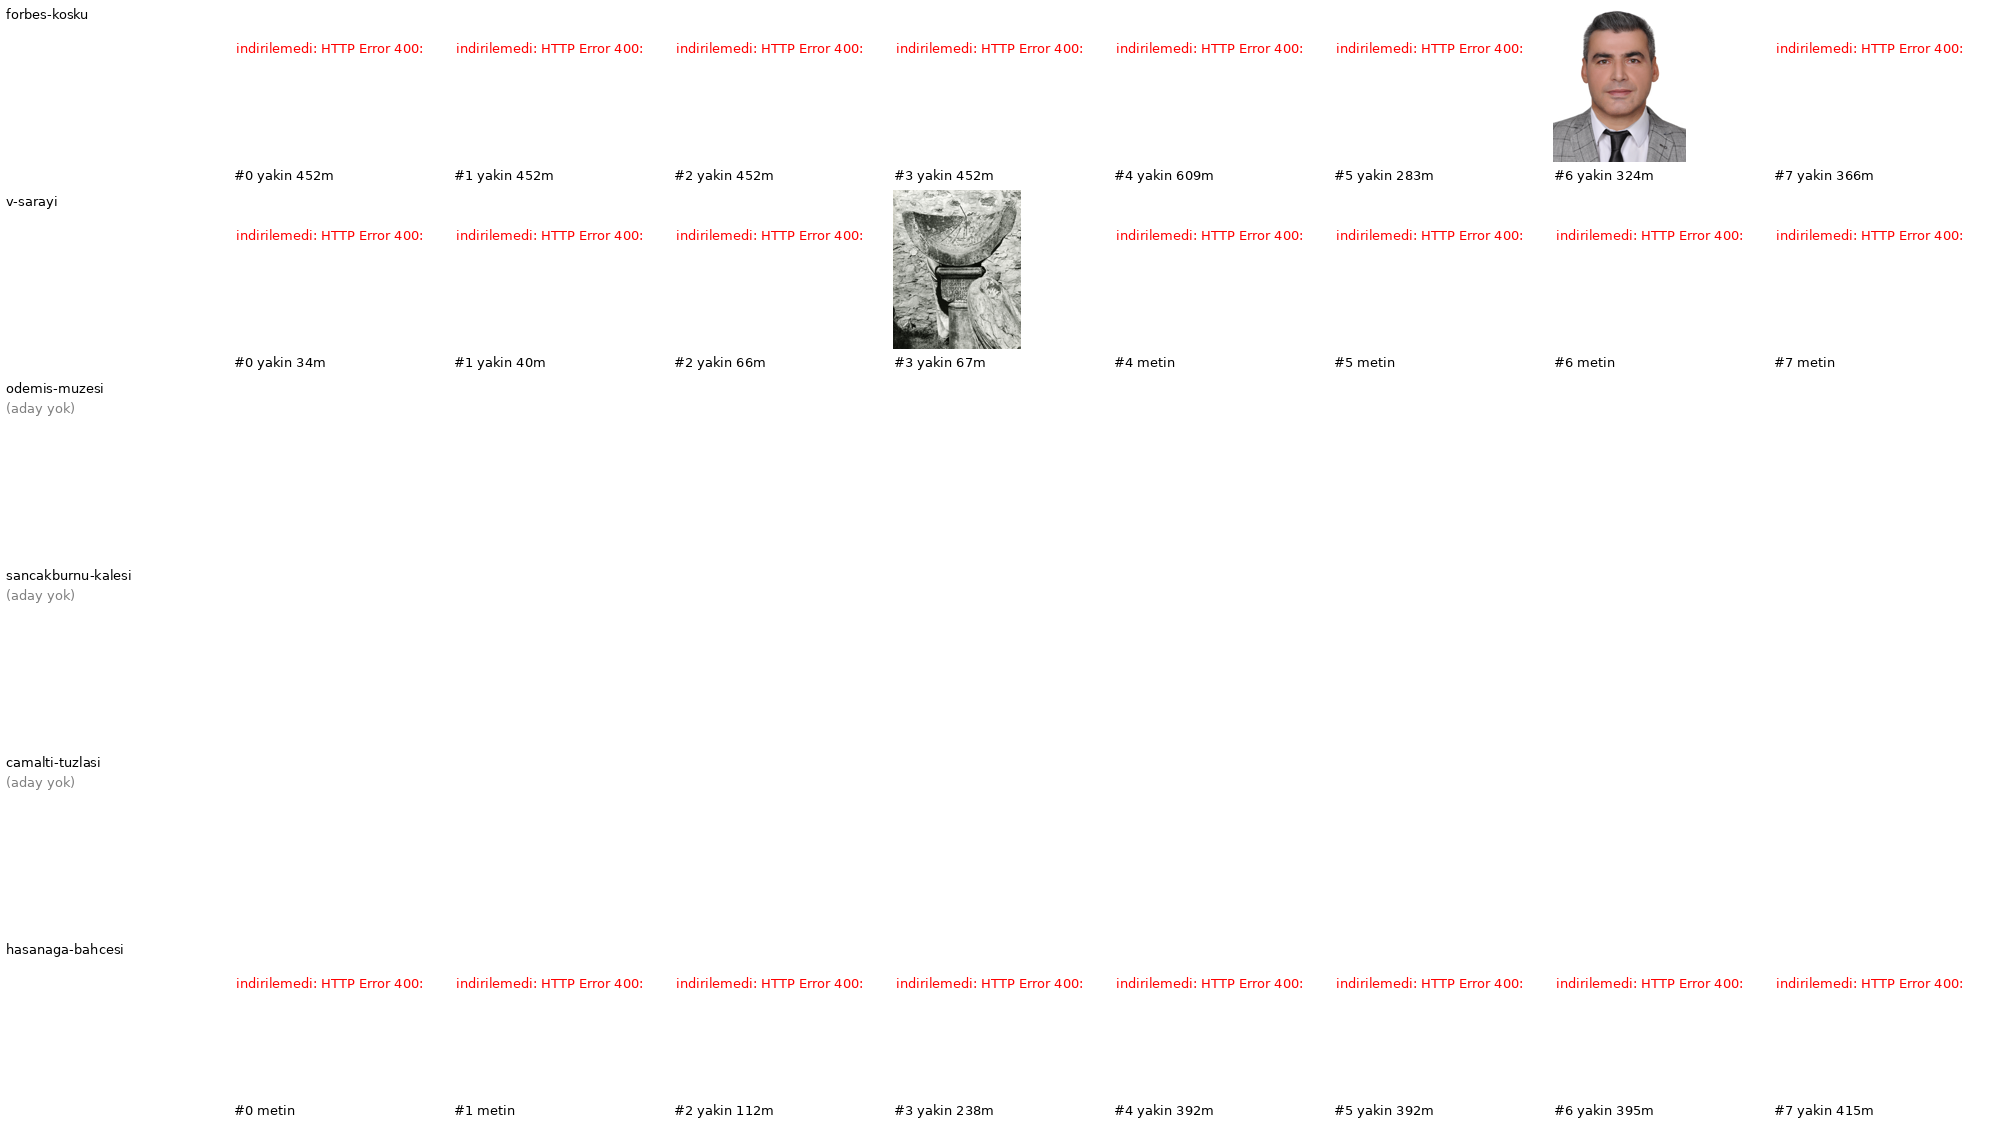 forbes-kosku
indirilemedi: HTTP Error 400: indirilemedi: HTTP Error 400: indirilemedi: HTTP Error 400: indirilemedi: HTTP Error 400: indirilemedi: HTTP Error 400: indirilemedi: HTTP Error 400: indirilemedi: HTTP Error 400:
#0 yakin 452m #1 yakin 452m #2 yakin 452m #3 yakin 452m #4 yakin 609m #5 yakin 283m #6 yakin 324m #7 yakin 366m
v-sarayi
indirilemedi: HTTP Error 400: indirilemedi: HTTP Error 400: indirilemedi: HTTP Error 400: indirilemedi: HTTP Error 400: indirilemedi: HTTP Error 400: indirilemedi: HTTP Error 400: indirilemedi: HTTP Error 400:
#0 yakin 34m #1 yakin 40m #2 yakin 66m #3 yakin 67m #4 metin #5 metin #6 metin #7 metin
odemis-muzesi
(aday yok)
sancakburnu-kalesi
(aday yok)
camalti-tuzlasi
(aday yok)
hasanaga-bahcesi
indirilemedi: HTTP Error 400: indirilemedi: HTTP Error 400: indirilemedi: HTTP Error 400: indirilemedi: HTTP Error 400: indirilemedi: HTTP Error 400: indirilemedi: HTTP Error 400: indirilemedi: HTTP Error 400: indirilemedi: HTTP Error 400:
#0 metin #1 metin #2 yakin 112m #3 yakin 238m #4 yakin 392m #5 yakin 392m #6 yakin 395m #7 yakin 415m